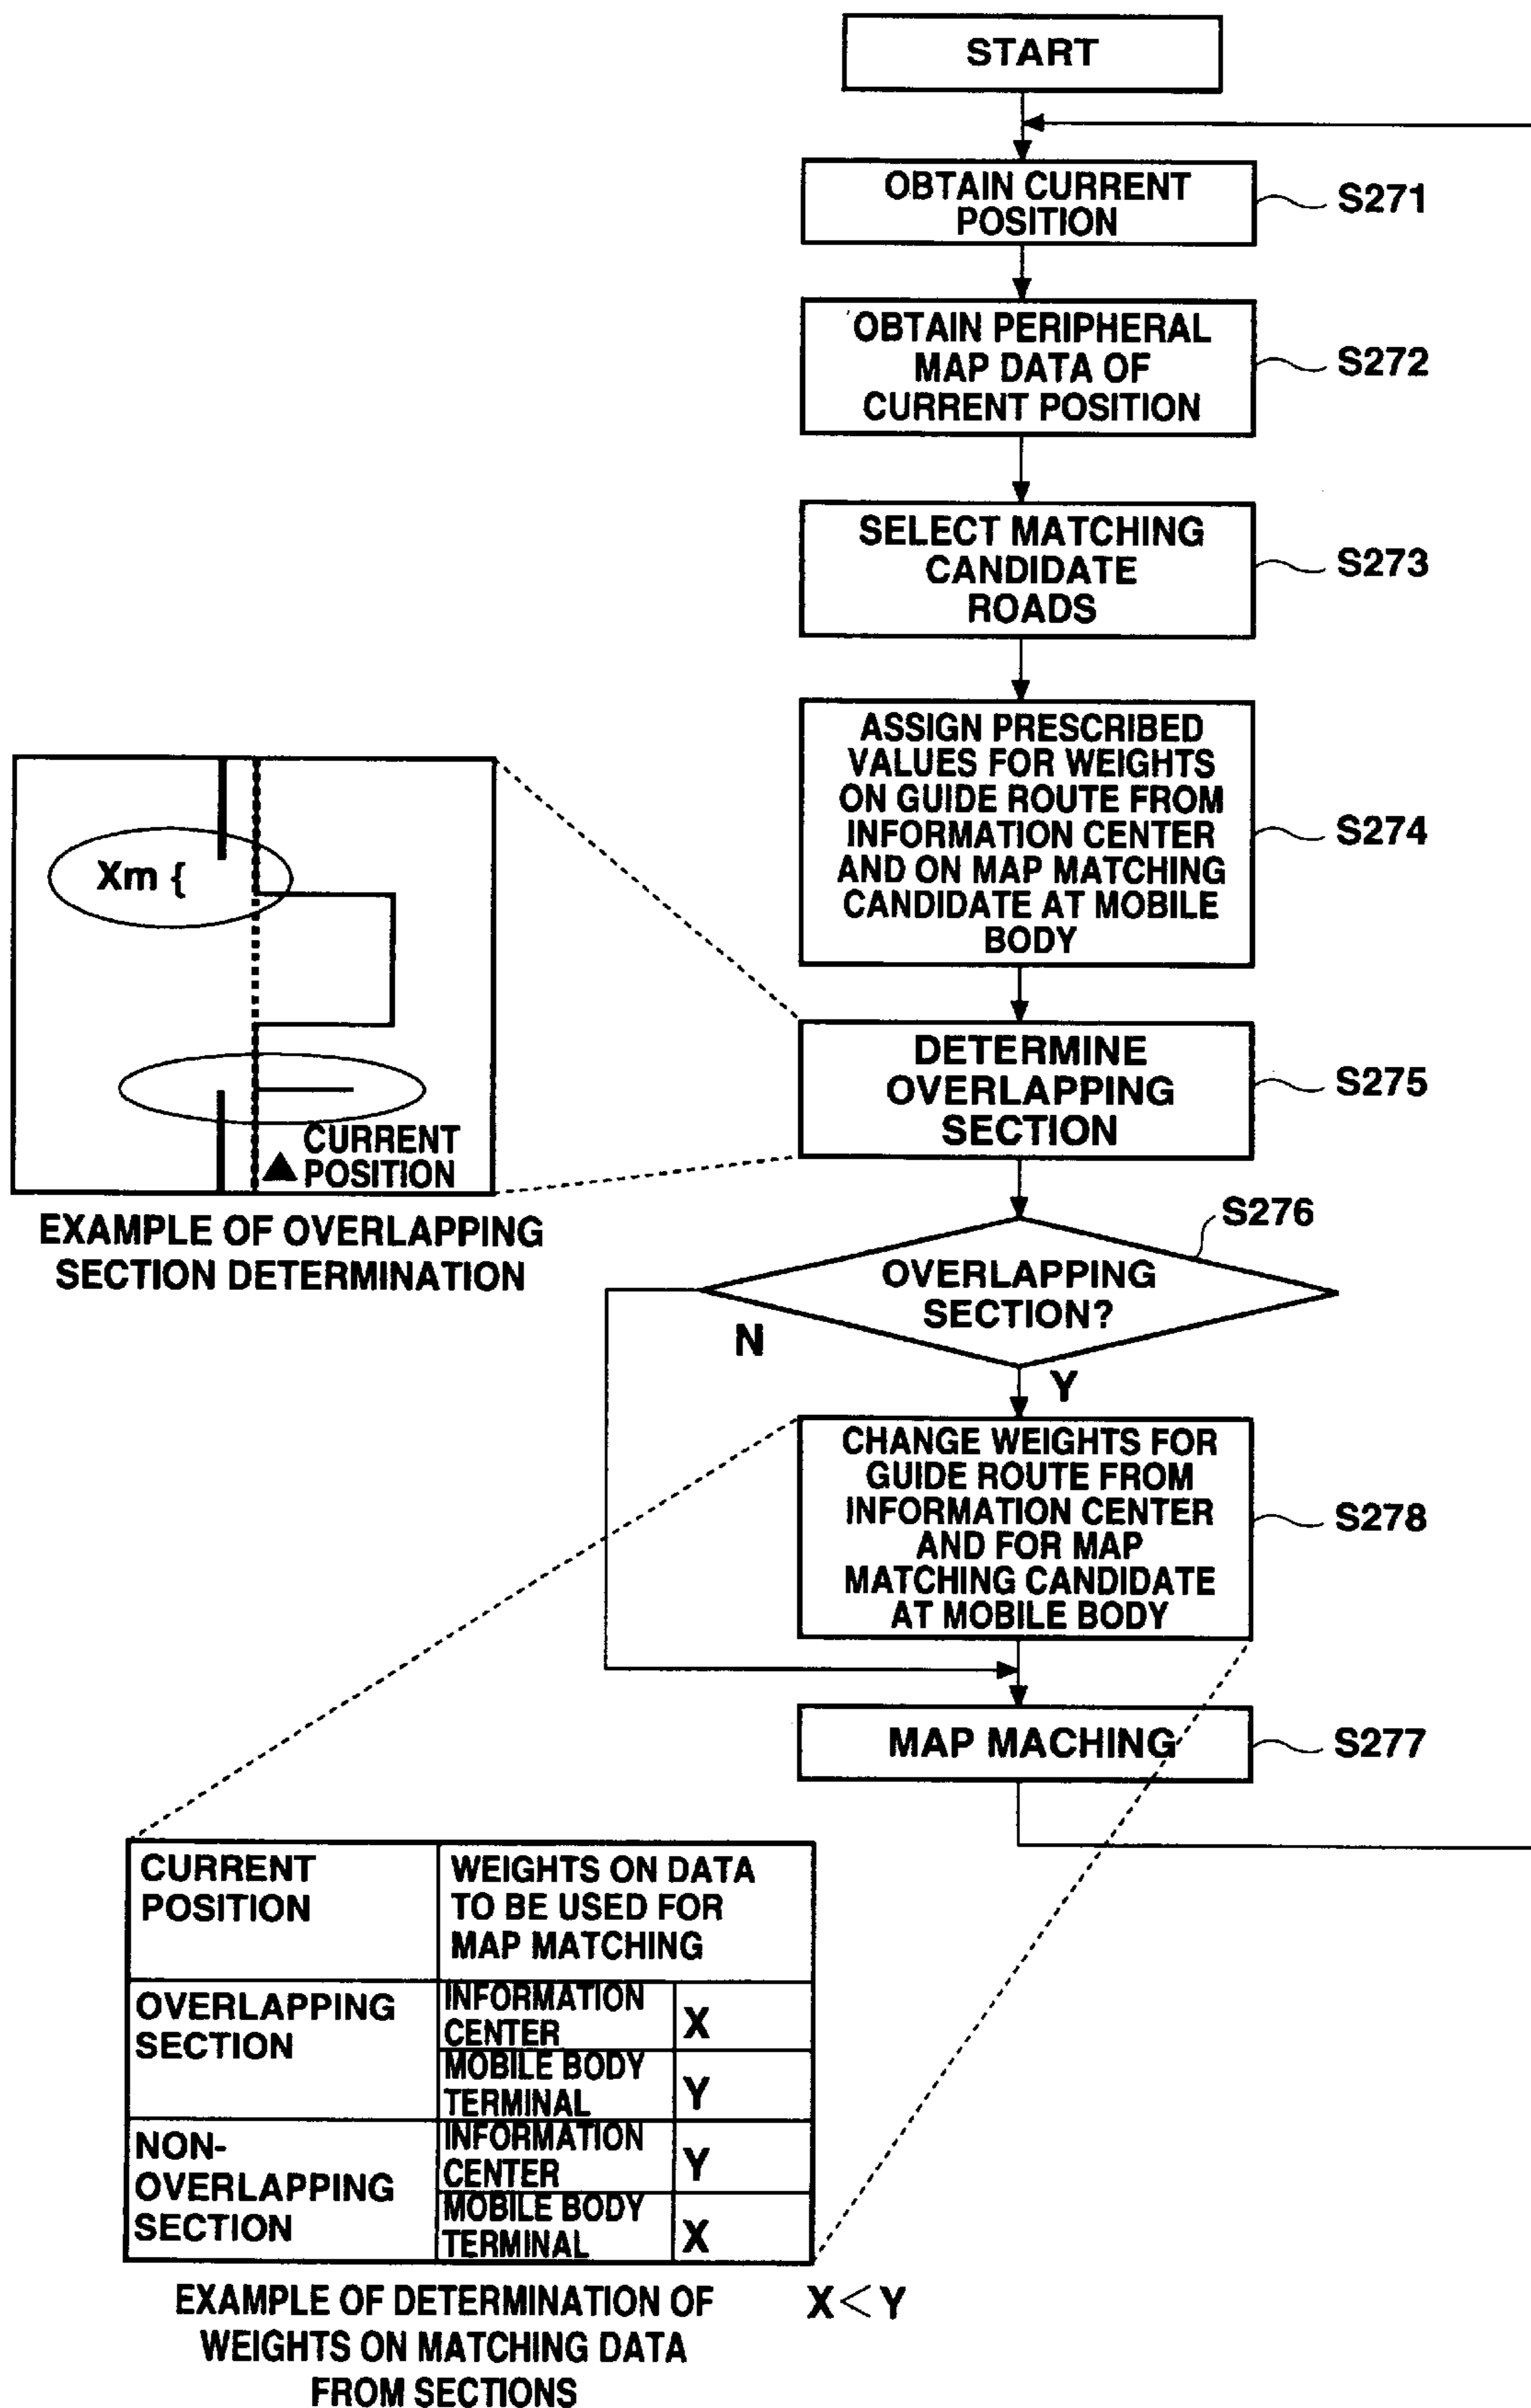 START
OBTAIN CURRENT
POSITION
S271
OBTAIN PERIPHERAL
MAP DATA OF
CURRENT POSITION
S272
SELECT MATCHING
CANDIDATE
ROADS
S273
ASSIGN PRESCRIBED
VALUES FOR WEIGHTS
ON GUIDE ROUTE FROM
INFORMATION CENTER
AND ON MAP MATCHING
CANDIDATE AT MOBILE
BODY
S274
Xm {
CURRENT
POSITION
EXAMPLE OF OVERLAPPING
SECTION DETERMINATION
DETERMINE
OVERLAPPING
SECTION
S275
S276
OVERLAPPING
SECTION?
N
Y
CHANGE WEIGHTS FOR
GUIDE ROUTE FROM
INFORMATION CENTER
AND FOR MAP
MATCHING CANDIDATE
AT MOBILE BODY
S278
MAP MACHING
S277
CURRENT
POSITION
WEIGHTS ON DATA
TO BE USED FOR
MAP MATCHING
OVERLAPPING
SECTION
INFORMATION
CENTER
X
MOBILE BODY
TERMINAL
Y
NON-
OVERLAPPING
SECTION
INFORMATION
CENTER
Y
MOBILE BODY
TERMINAL
X
EXAMPLE OF DETERMINATION OF
WEIGHTS ON MATCHING DATA
FROM SECTIONS
X<Y